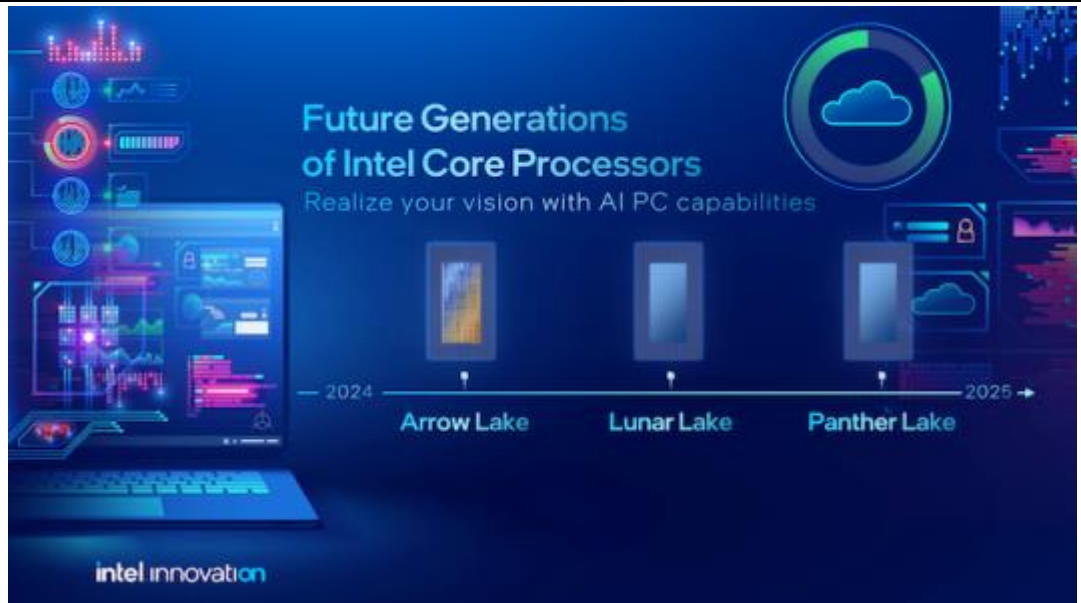 Future Generations
of Intel Core Processors
Realize your vision with AI PC capabilities
2024
2025
Arrow Lake
Lunar Lake
Panther Lake
intel innovation